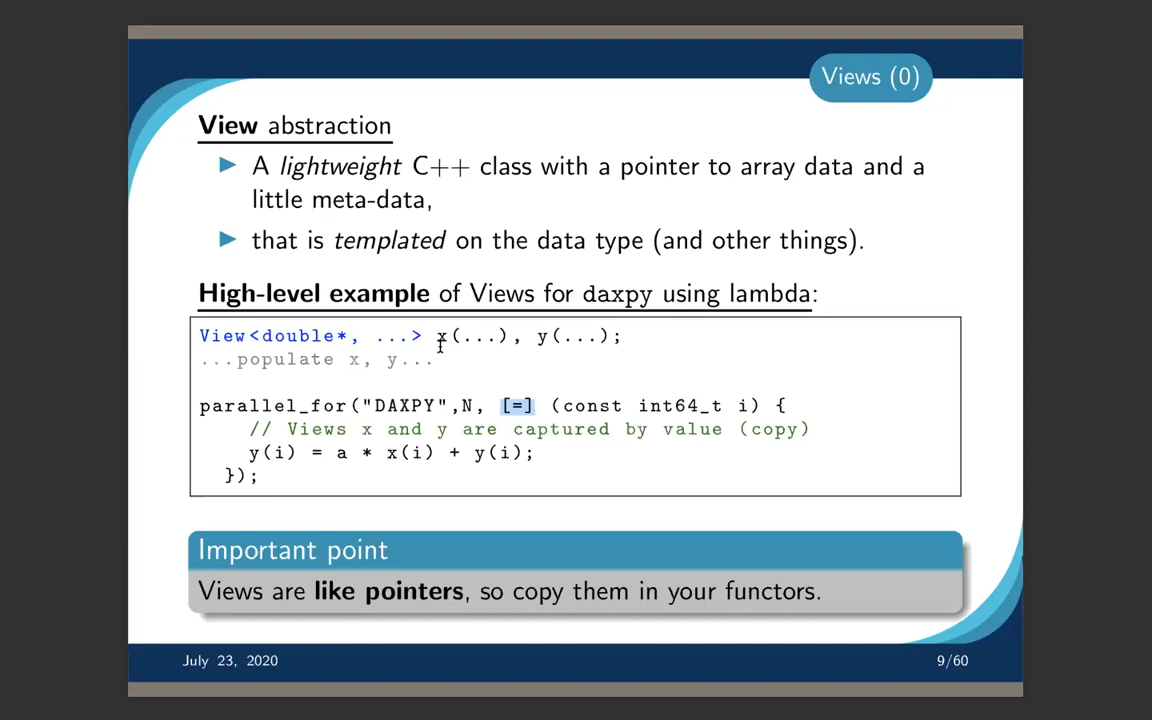 Views (0)
View abstraction
▶ A lightweight C++ class with a pointer to array data and a
little meta-data,
▶ that is templated on the data type (and other things).
High-level example of Views for daxpy using lambda:
View<double*, ...> x(...), y(...);
...populate x, y...
parallel_for("DAXPY",N, [=] (const int64_t i) {
// Views x and y are captured by value (copy)
y(i) = a * x(i) + y(i);
});
Important point
Views are like pointers, so copy them in your functors.
July 23, 2020 9/60